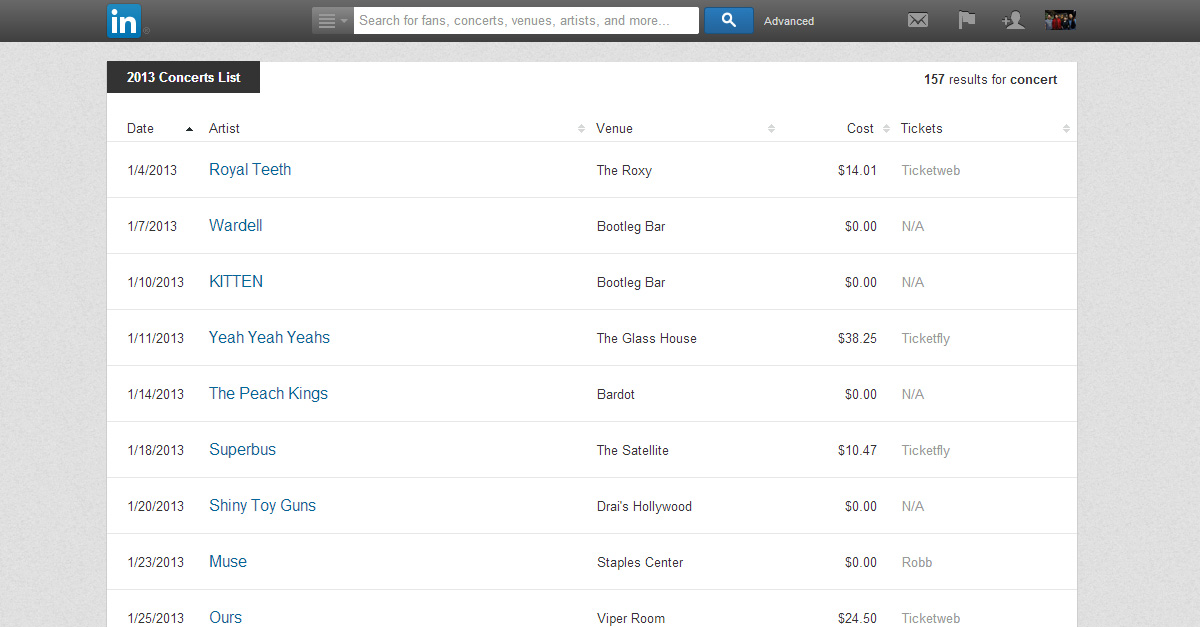 in ® Search for fans, concerts, venues, artists, and more... Advanced
2013 Concerts List 157 results for concert
Date Artist Venue Cost Tickets
1/4/2013 Royal Teeth The Roxy $14.01 Ticketweb
1/7/2013 Wardell Bootleg Bar $0.00 N/A
1/10/2013 KITTEN Bootleg Bar $0.00 N/A
1/11/2013 Yeah Yeah Yeahs The Glass House $38.25 Ticketfly
1/14/2013 The Peach Kings Bardot $0.00 N/A
1/18/2013 Superbus The Satellite $10.47 Ticketfly
1/20/2013 Shiny Toy Guns Drai's Hollywood $0.00 N/A
1/23/2013 Muse Staples Center $0.00 Robb
1/25/2013 Ours Viper Room $24.50 Ticketweb